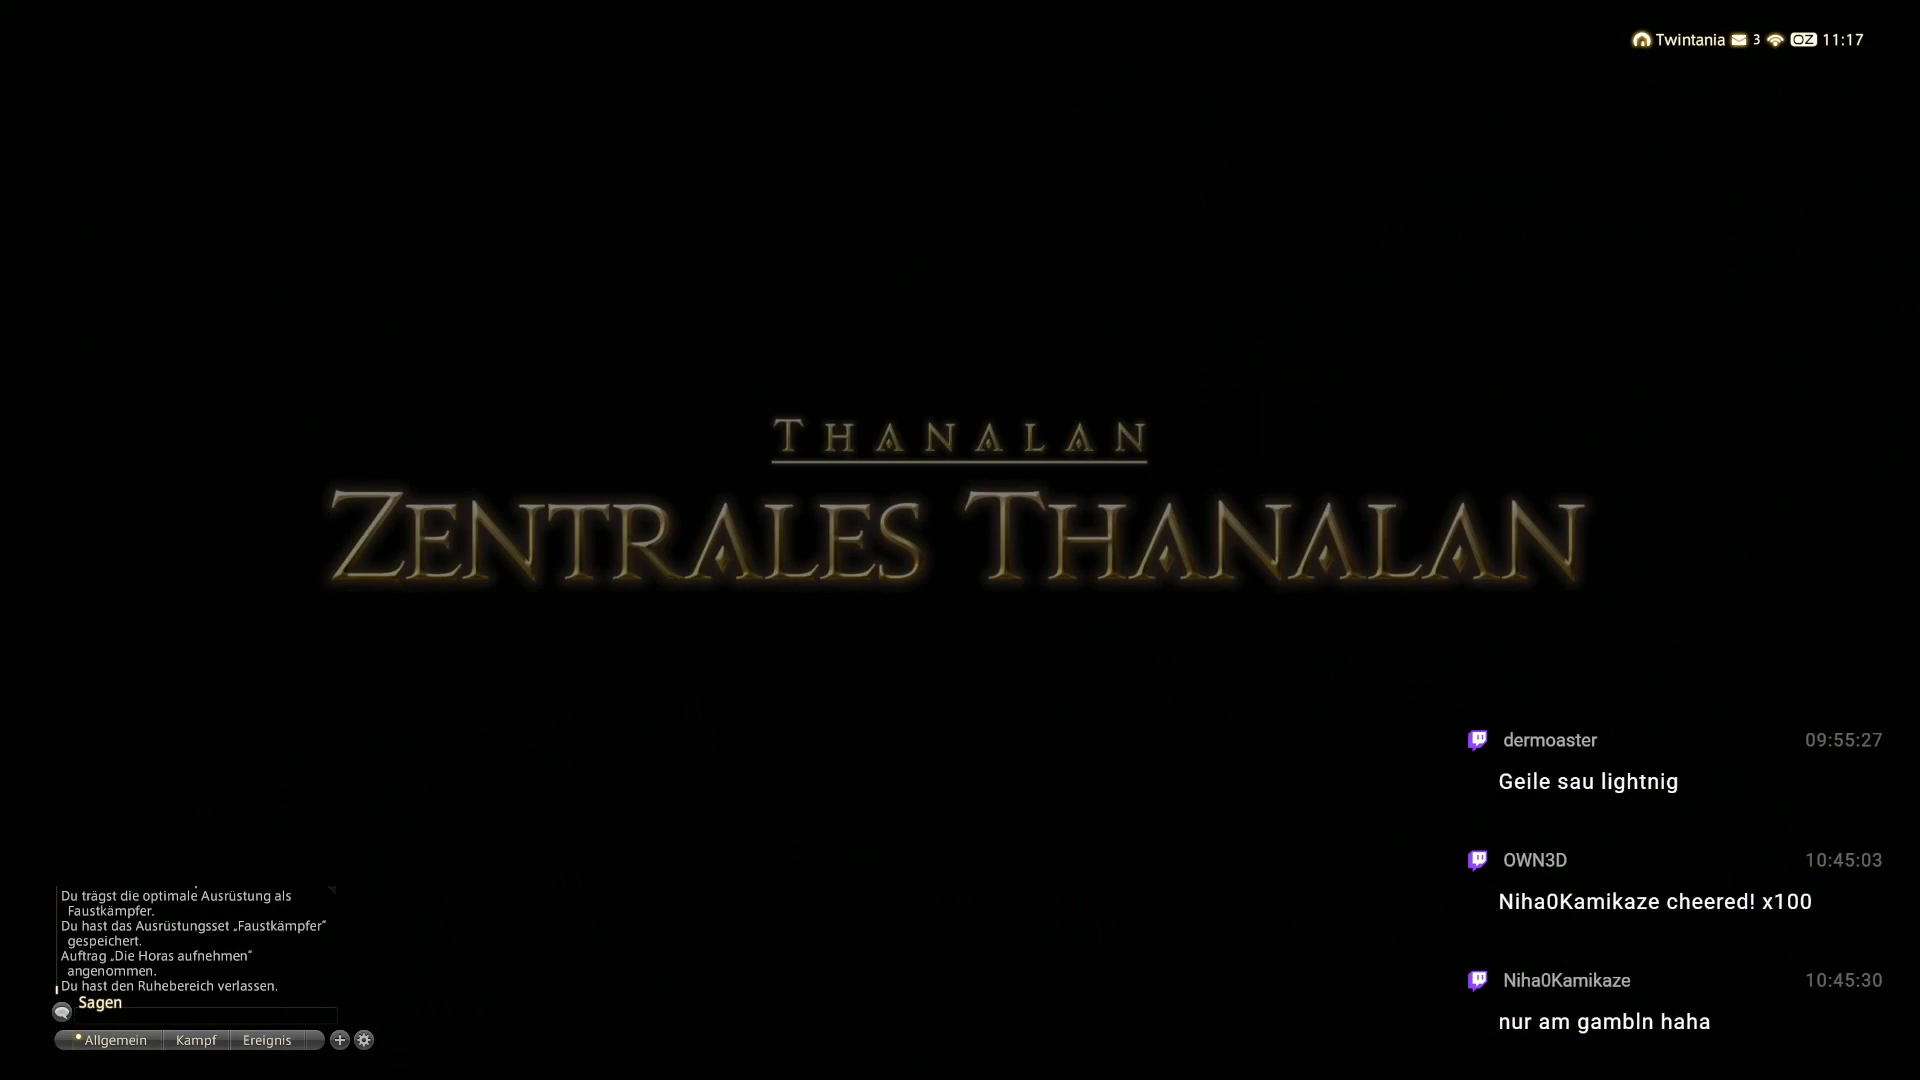 Twintania 3 OZ 11:17
THANALAN
ZENTRALES THANALAN
dermoaster 09:55:27
Geile sau lightnig
OWN3D 10:45:03
Niha0Kamikaze cheered! x100
Niha0Kamikaze 10:45:30
nur am gambln haha
Du trägst die optimale Ausrüstung als
Faustkämpfer.
Du hast das Ausrüstungsset „Faustkämpfer“
gespeichert.
Auftrag „Die Horas aufnehmen“
angenommen.
Du hast den Ruhebereich verlassen.
Sagen
Allgemein Kampf Ereignis